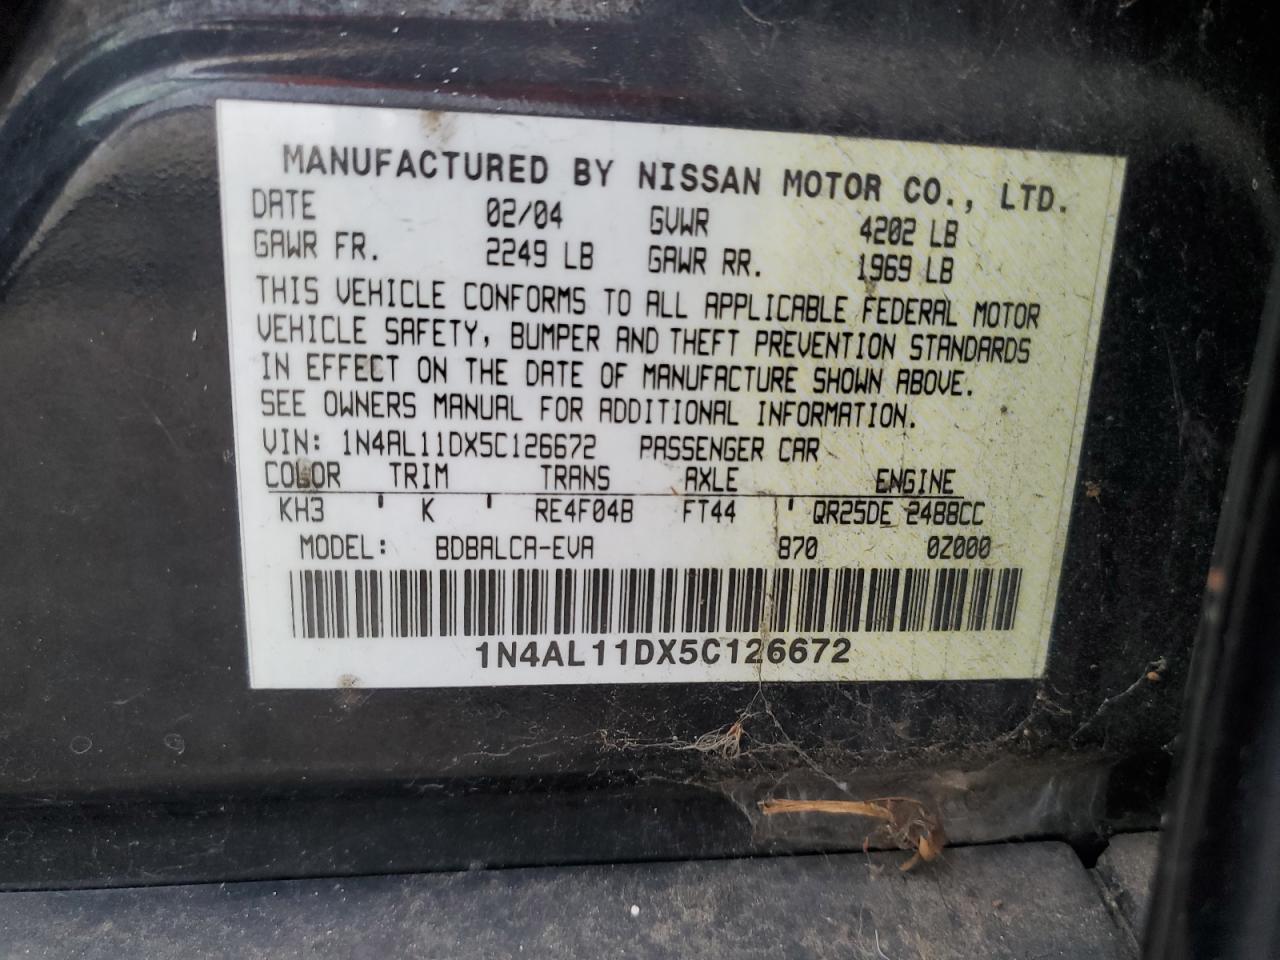 MANUFACTURED BY NISSAN MOTOR CO., LTD.
DATE 02/04 GVWR 4202 LB
GAWR FR. 2249 LB GAWR RR. 1969 LB
THIS VEHICLE CONFORMS TO ALL APPLICABLE FEDERAL MOTOR
VEHICLE SAFETY, BUMPER AND THEFT PREVENTION STANDARDS
IN EFFECT ON THE DATE OF MANUFACTURE SHOWN ABOVE.
SEE OWNERS MANUAL FOR ADDITIONAL INFORMATION.
VIN: 1N4AL11DX5C126672 PASSENGER CAR
COLOR TRIM TRANS AXLE ENGINE
KH3 ' K ' RE4F04B FT44 ' QR25DE 2488CC
MODEL: BDBALCA-EVA 870 0Z000
1N4AL11DX5C126672